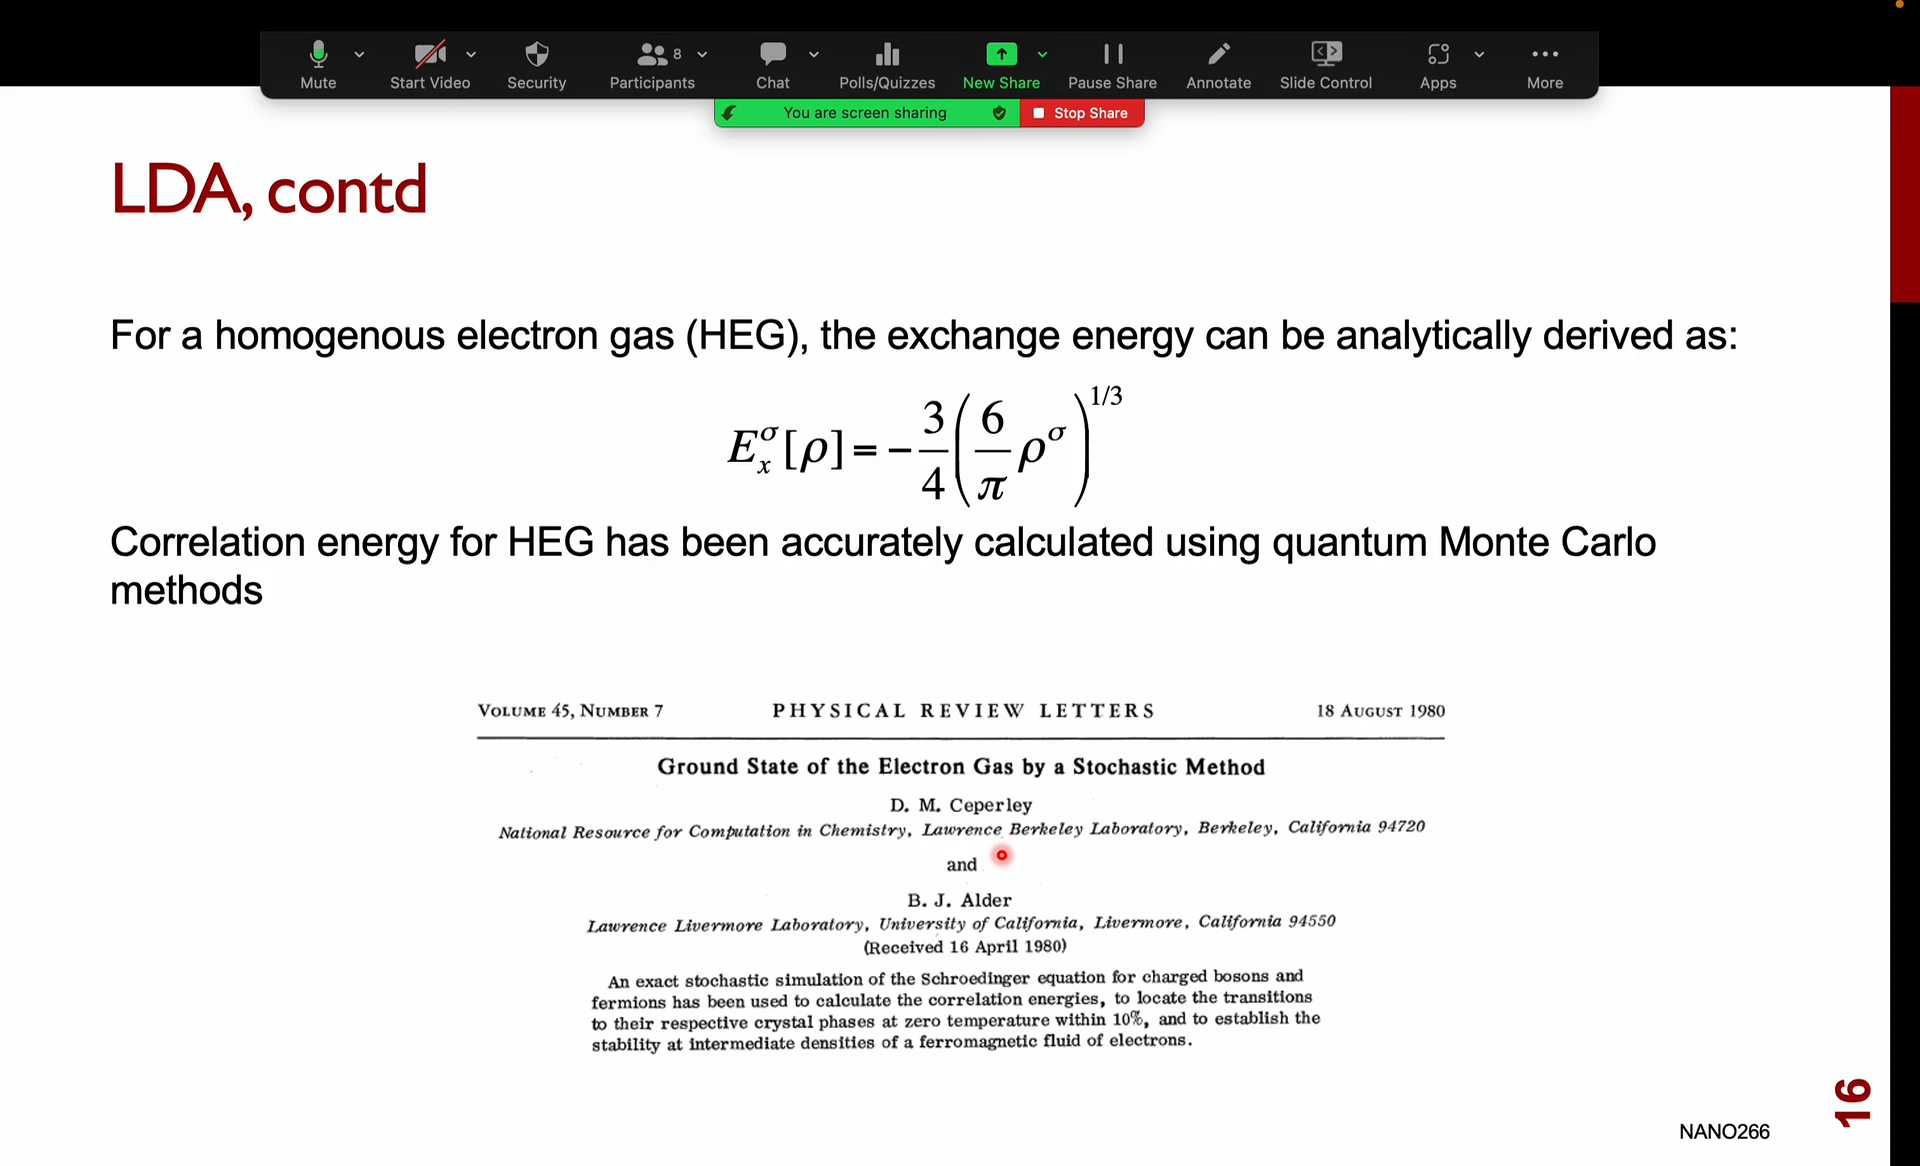 Mute
Start Video
Security
Participants
8
Chat
Polls/Quizzes
New Share
Pause Share
Annotate
Slide Control
Apps
More
You are screen sharing
Stop Share
LDA, contd
For a homogenous electron gas (HEG), the exchange energy can be analytically derived as:
E_x^σ[ρ] = −3/4(6/π ρ^σ)^1/3
Correlation energy for HEG has been accurately calculated using quantum Monte Carlo
methods
VOLUME 45, NUMBER 7 PHYSICAL REVIEW LETTERS 18 AUGUST 1980
Ground State of the Electron Gas by a Stochastic Method
D. M. Ceperley
National Resource for Computation in Chemistry, Lawrence Berkeley Laboratory, Berkeley, California 94720
and
B. J. Alder
Lawrence Livermore Laboratory, University of California, Livermore, California 94550
(Received 16 April 1980)
An exact stochastic simulation of the Schroedinger equation for charged bosons and
fermions has been used to calculate the correlation energies, to locate the transitions
to their respective crystal phases at zero temperature within 10%, and to establish the
stability at intermediate densities of a ferromagnetic fluid of electrons.
16
NANO266